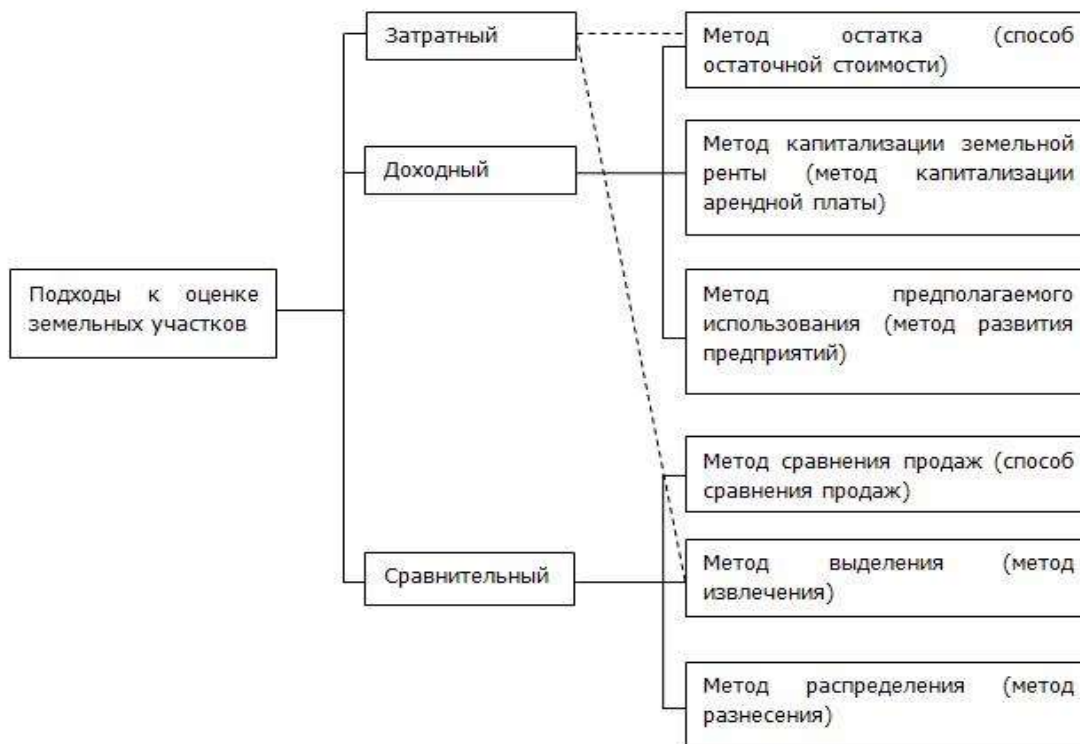 Подходы к оценке
земельных участков
Затратный
Доходный
Сравнительный
Метод остатка (способ
остаточной стоимости)
Метод капитализации земельной
ренты (метод капитализации
арендной платы)
Метод предполагаемого
использования (метод развития
предприятий)
Метод сравнения продаж (способ
сравнения продаж)
Метод выделения (метод
извлечения)
Метод распределения (метод
разнесения)